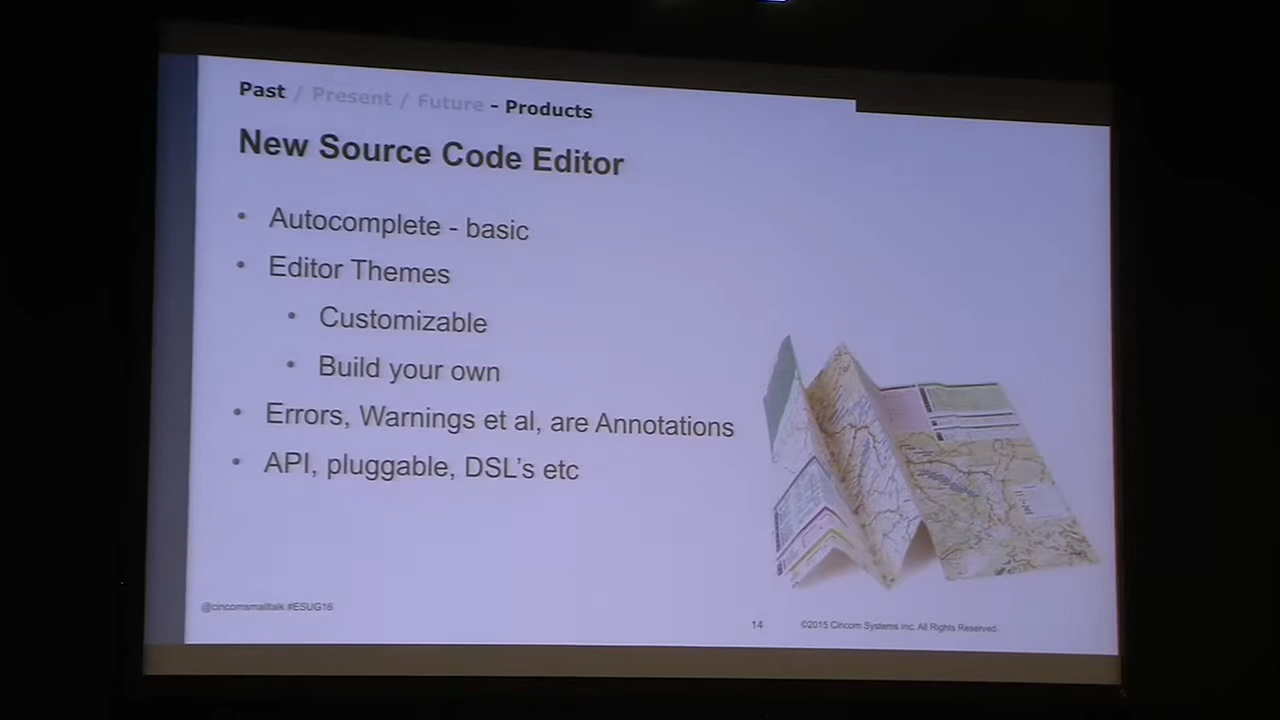 Past / Present / Future - Products
New Source Code Editor
• Autocomplete - basic
• Editor Themes
• Customizable
• Build your own
• Errors, Warnings et al, are Annotations
• API, pluggable, DSL's etc
@cincomsmalltalk #ESUG16
14
©2015 Cincom Systems Inc. All Rights Reserved.